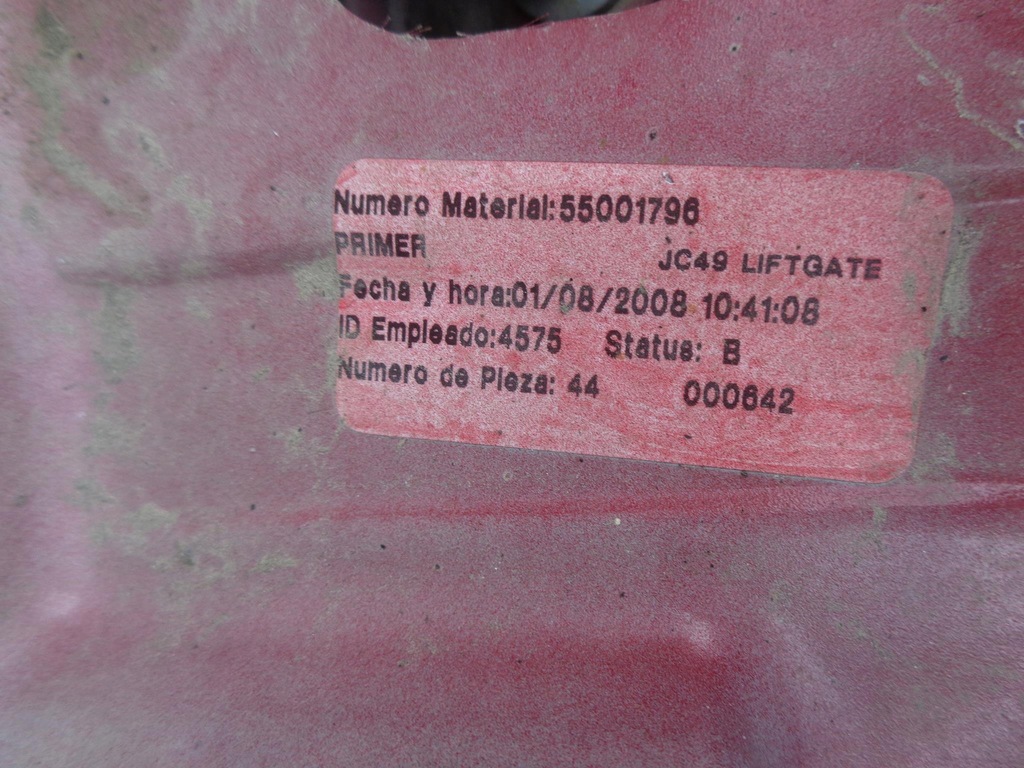 Numero Material:55001796
PRIMER JC49 LIFTGATE
Fecha y hora:01/08/2008 10:41:08
ID Empleado:4575 Status: B
Numero de Pieza: 44 000642